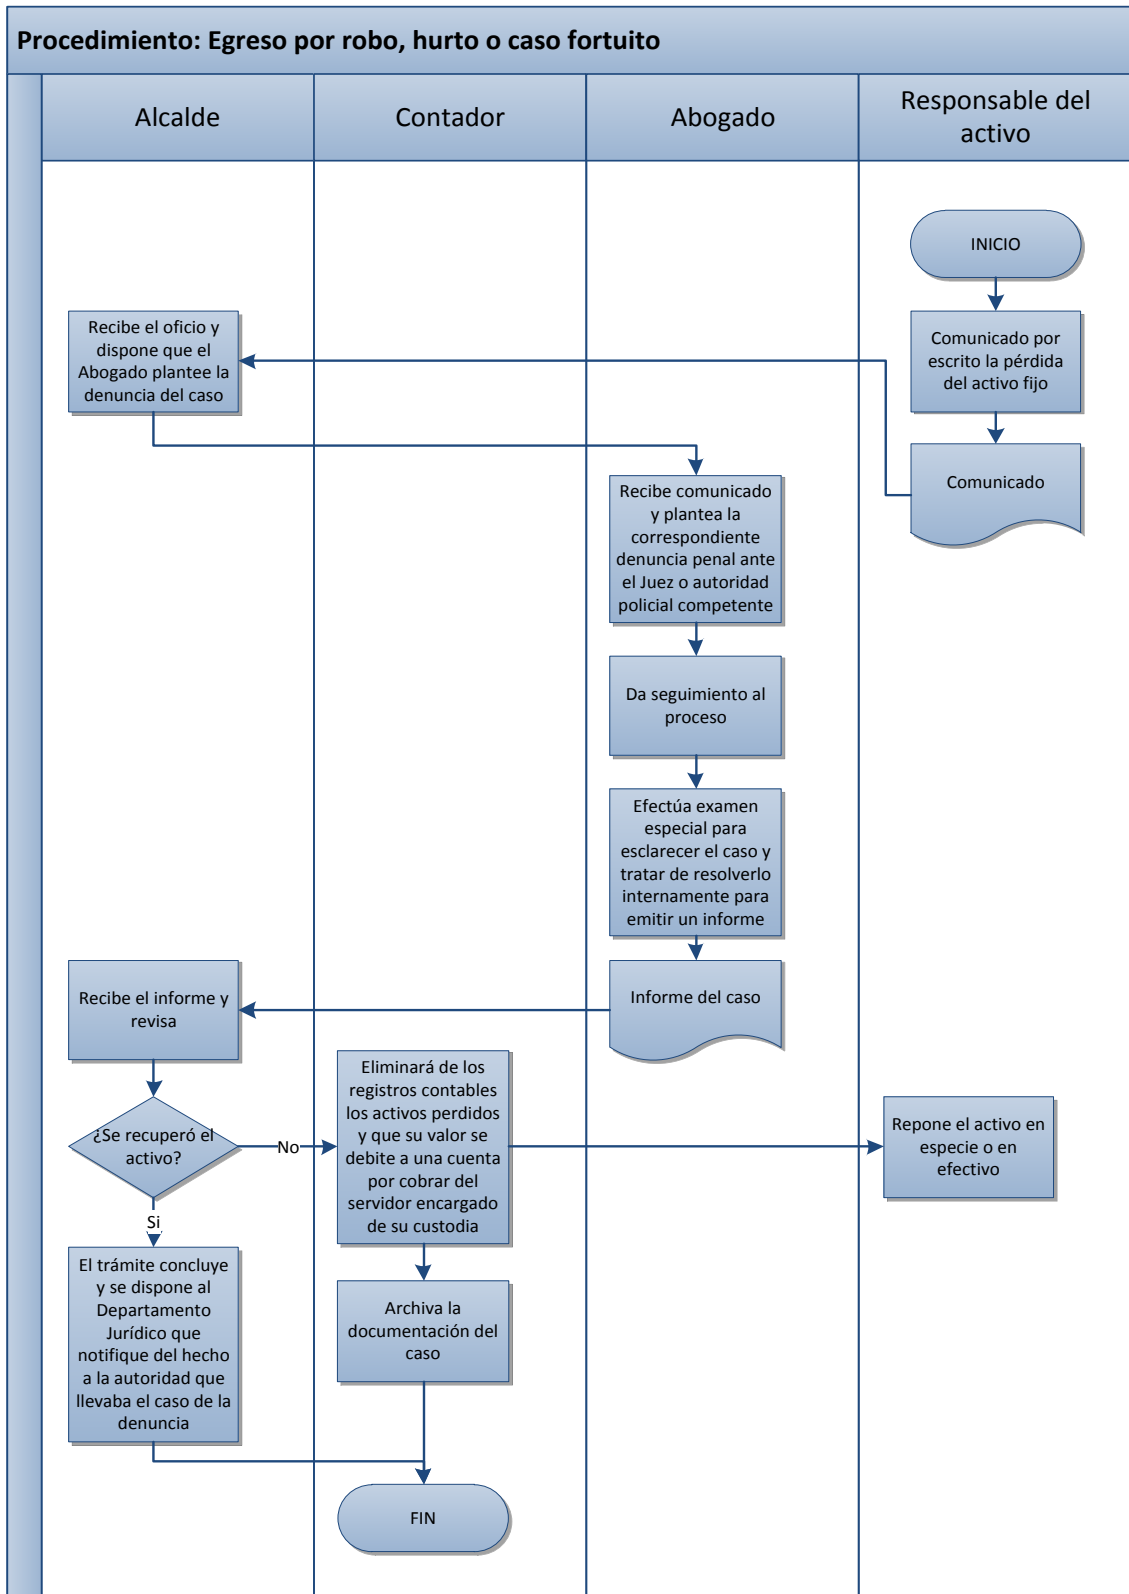 Procedimiento: Egreso por robo, hurto o caso fortuito
Alcalde
Contador
Abogado
Responsable del
activo
INICIO
Comunicado por
escrito la pérdida
del activo fijo
Comunicado
Recibe el oficio y
dispone que el
Abogado plantee la
denuncia del caso
Recibe comunicado
y plantea la
correspondiente
denuncia penal ante
el Juez o autoridad
policial competente
Da seguimiento al
proceso
Efectúa examen
especial para
esclarecer el caso y
tratar de resolverlo
internamente para
emitir un informe
Informe del caso
Recibe el informe y
revisa
¿Se recuperó el
activo?
No
Si
Eliminará de los
registros contables
los activos perdidos
y que su valor se
debite a una cuenta
por cobrar del
servidor encargado
de su custodia
Repone el activo en
especie o en
efectivo
El trámite concluye
y se dispone al
Departamento
Jurídico que
notifique del hecho
a la autoridad que
llevaba el caso de la
denuncia
Archiva la
documentación del
caso
FIN